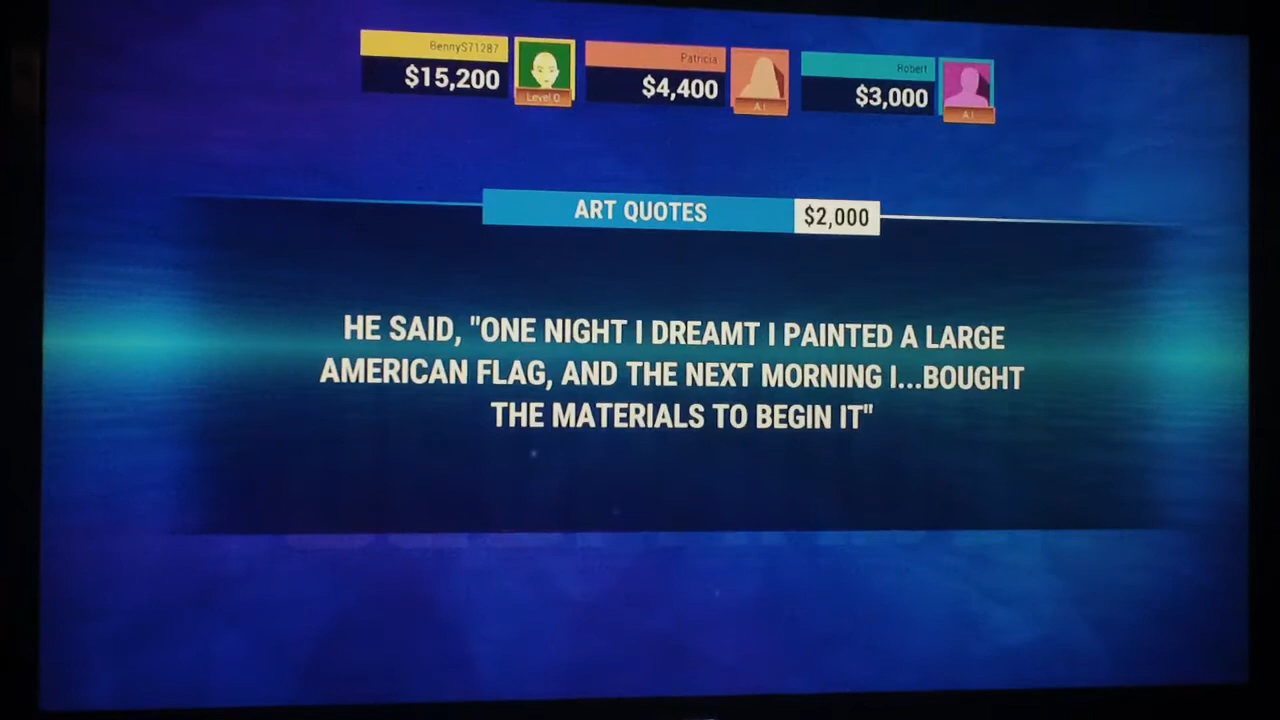 BennyS71287
$15,200
Level 0
Patricia
$4,400
A.I.
Robert
$3,000
A.I.
ART QUOTES $2,000
HE SAID, "ONE NIGHT I DREAMT I PAINTED A LARGE
AMERICAN FLAG, AND THE NEXT MORNING I...BOUGHT
THE MATERIALS TO BEGIN IT"